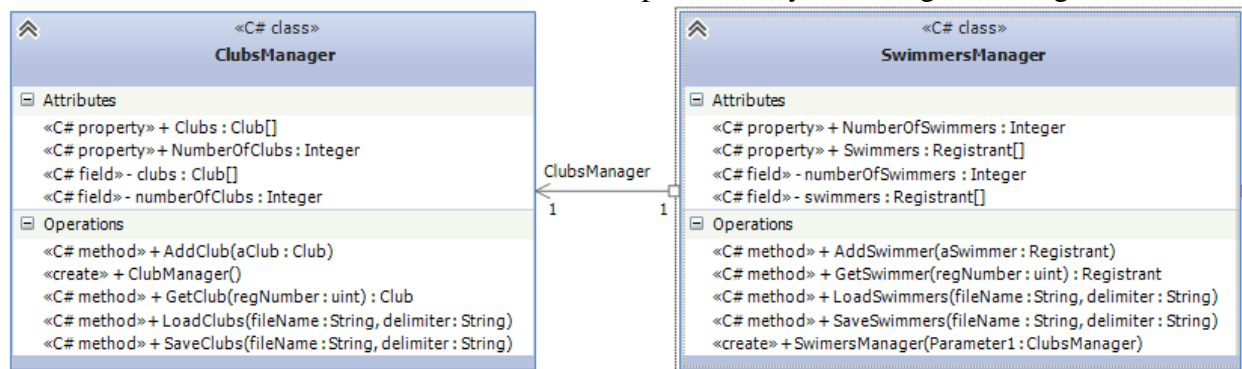 «C# class»
ClubsManager
Attributes
«C# property» + Clubs : Club[]
«C# property» + NumberOfClubs : Integer
«C# field» - clubs : Club[]
«C# field» - numberOfClubs : Integer
Operations
«C# method» + AddClub(aClub : Club)
«create» + ClubManager()
«C# method» + GetClub(regNumber : uint) : Club
«C# method» + LoadClubs(fileName : String, delimiter : String)
«C# method» + SaveClubs(fileName : String, delimiter : String)
ClubsManager
1 1
«C# class»
SwimmersManager
Attributes
«C# property» + NumberOfSwimmers : Integer
«C# property» + Swimmers : Registrant[]
«C# field» - numberOfSwimmers : Integer
«C# field» - swimmers : Registrant[]
Operations
«C# method» + AddSwimmer(aSwimmer : Registrant)
«C# method» + GetSwimmer(regNumber : uint) : Registrant
«C# method» + LoadSwimmers(fileName : String, delimiter : String)
«C# method» + SaveSwimmers(fileName : String, delimiter : String)
«create» + SwimersManager(Parameter1 : ClubsManager)